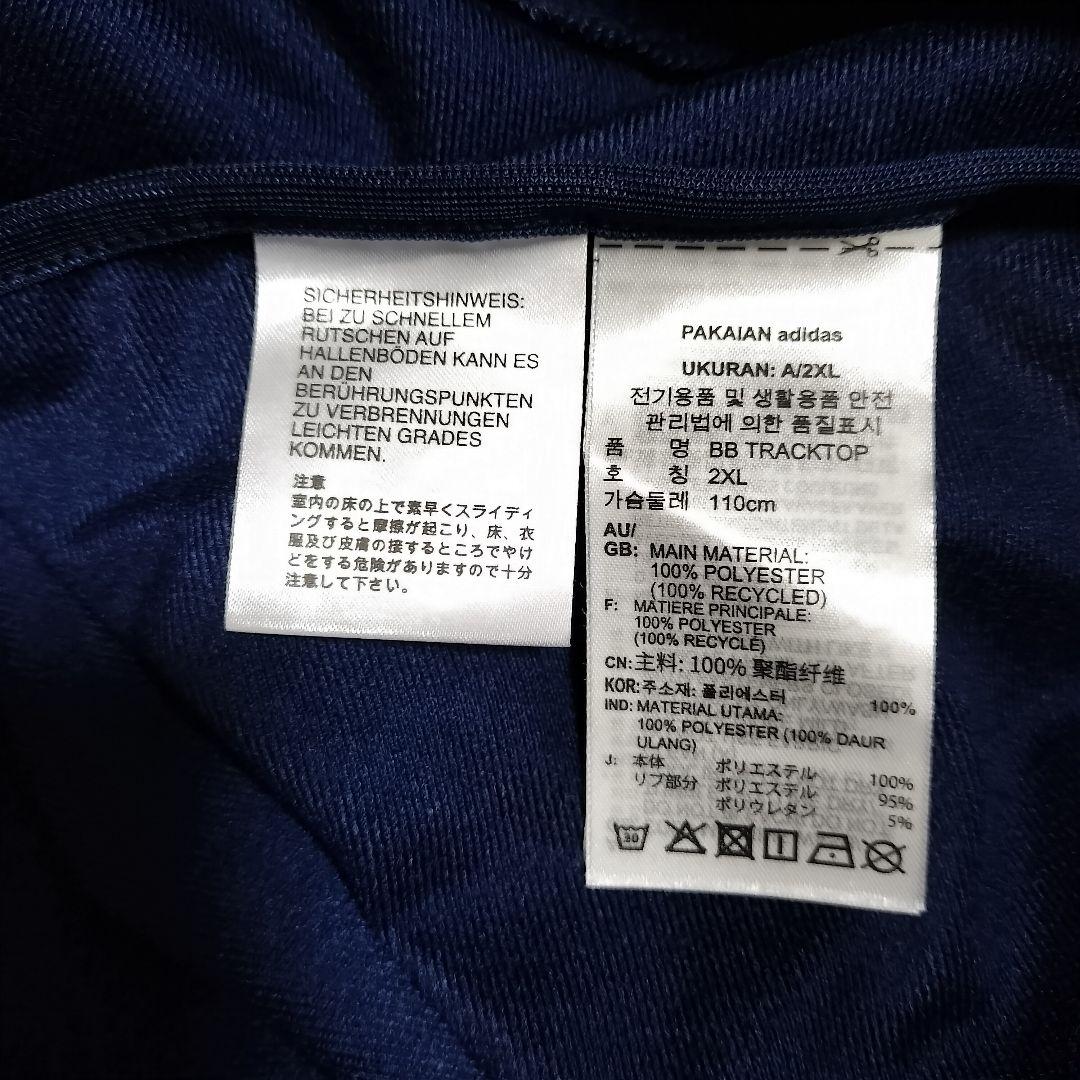 SICHERHEITSHINWEIS:
BEI ZU SCHNELLEM
RUTSCHEN AUF
HALLENBÖDEN KANN ES
AN DEN
BERÜHRUNGSPUNKTEN
ZU VERBRENNUNGEN
LEICHTEN GRADES
KOMMEN.
注意
室内の床の上で素早くスライディ
ングすると摩擦が起こり、床、衣
服及び皮膚の接するところでやけ
どをする危険がありますので十分
注意して下さい。
PAKAIAN adidas
UKURAN: A/2XL
전기용품 및 생활용품 안전
관리법에 의한 품질표시
품 명 BB TRACKTOP
호 칭 2XL
가슴둘레 110cm
AU/
GB: MAIN MATERIAL:
100% POLYESTER
(100% RECYCLED)
F: MATIERE PRINCIPALE:
100% POLYESTER
(100% RECYCLÉ)
CN: 主料: 100% 聚酯纤维
KOR: 주소재: 폴리에스터 100%
IND: MATERIAL UTAMA:
100% POLYESTER (100% DAUR
ULANG)
J: 本体 ポリエステル 100%
リブ部分 ポリエステル 95%
ポリウレタン 5%
30